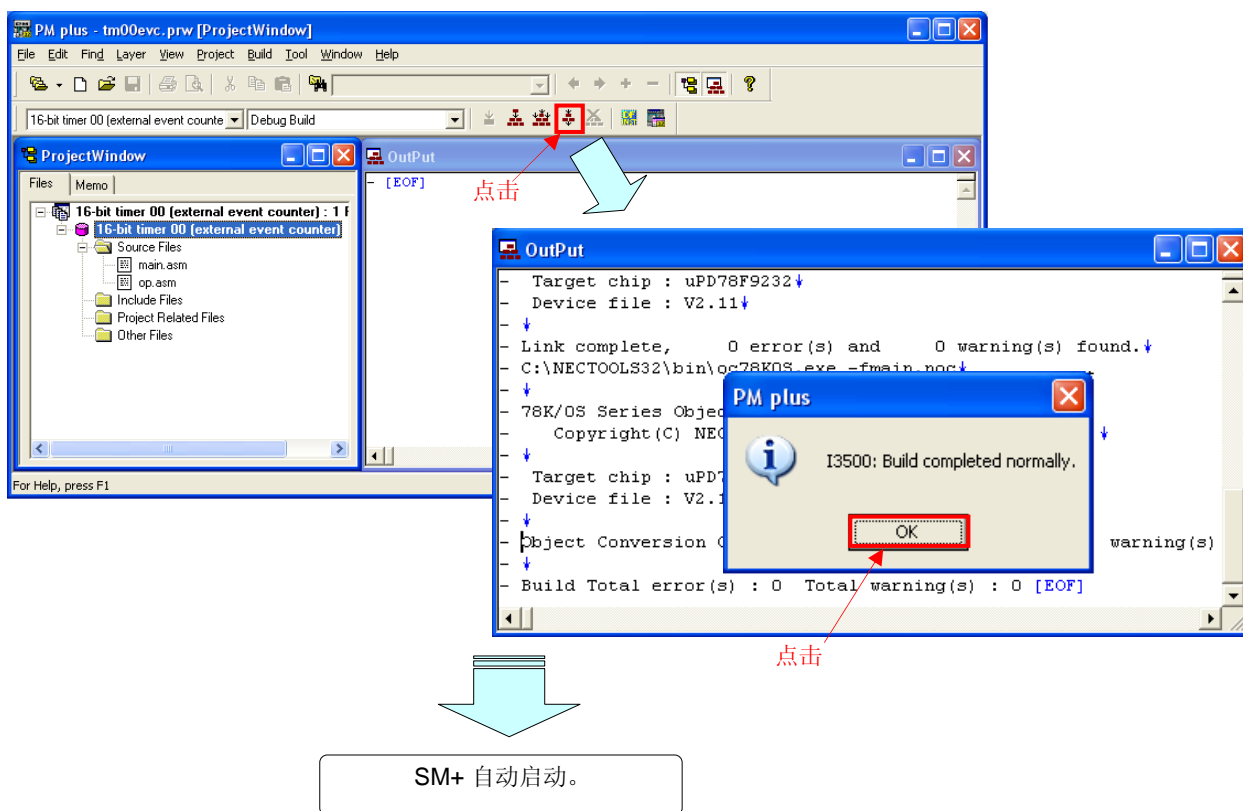 PM plus - tm00evc.prw [ProjectWindow]
File Edit Find Layer View Project Build Tool Window Help
16-bit timer 00 (external event counte
Debug Build
ProjectWindow
Files
Memo
16-bit timer 00 (external event counter) : 1 F
16-bit timer 00 (external event counter)
Source Files
main.asm
op.asm
Include Files
Project Related Files
Other Files
For Help, press F1
OutPut
- [EOF]
点击
OutPut
- Target chip : uPD78F9232↓
- Device file : V2.11↓
- ↓
- Link complete, 0 error(s) and 0 warning(s) found.↓
- C:\NECTOOLS32\bin\oc78K0S.exe -fmain.poc↓
- ↓
- 78K/0S Series Objec
- Copyright(C) NEC ↓
- ↓
- Target chip : uPD7
- Device file : V2.1
- ↓
- Object Conversion C warning(s)
- ↓
- Build Total error(s) : 0 Total warning(s) : 0 [EOF]
PM plus
I3500: Build completed normally.
OK
点击
SM+ 自动启动。